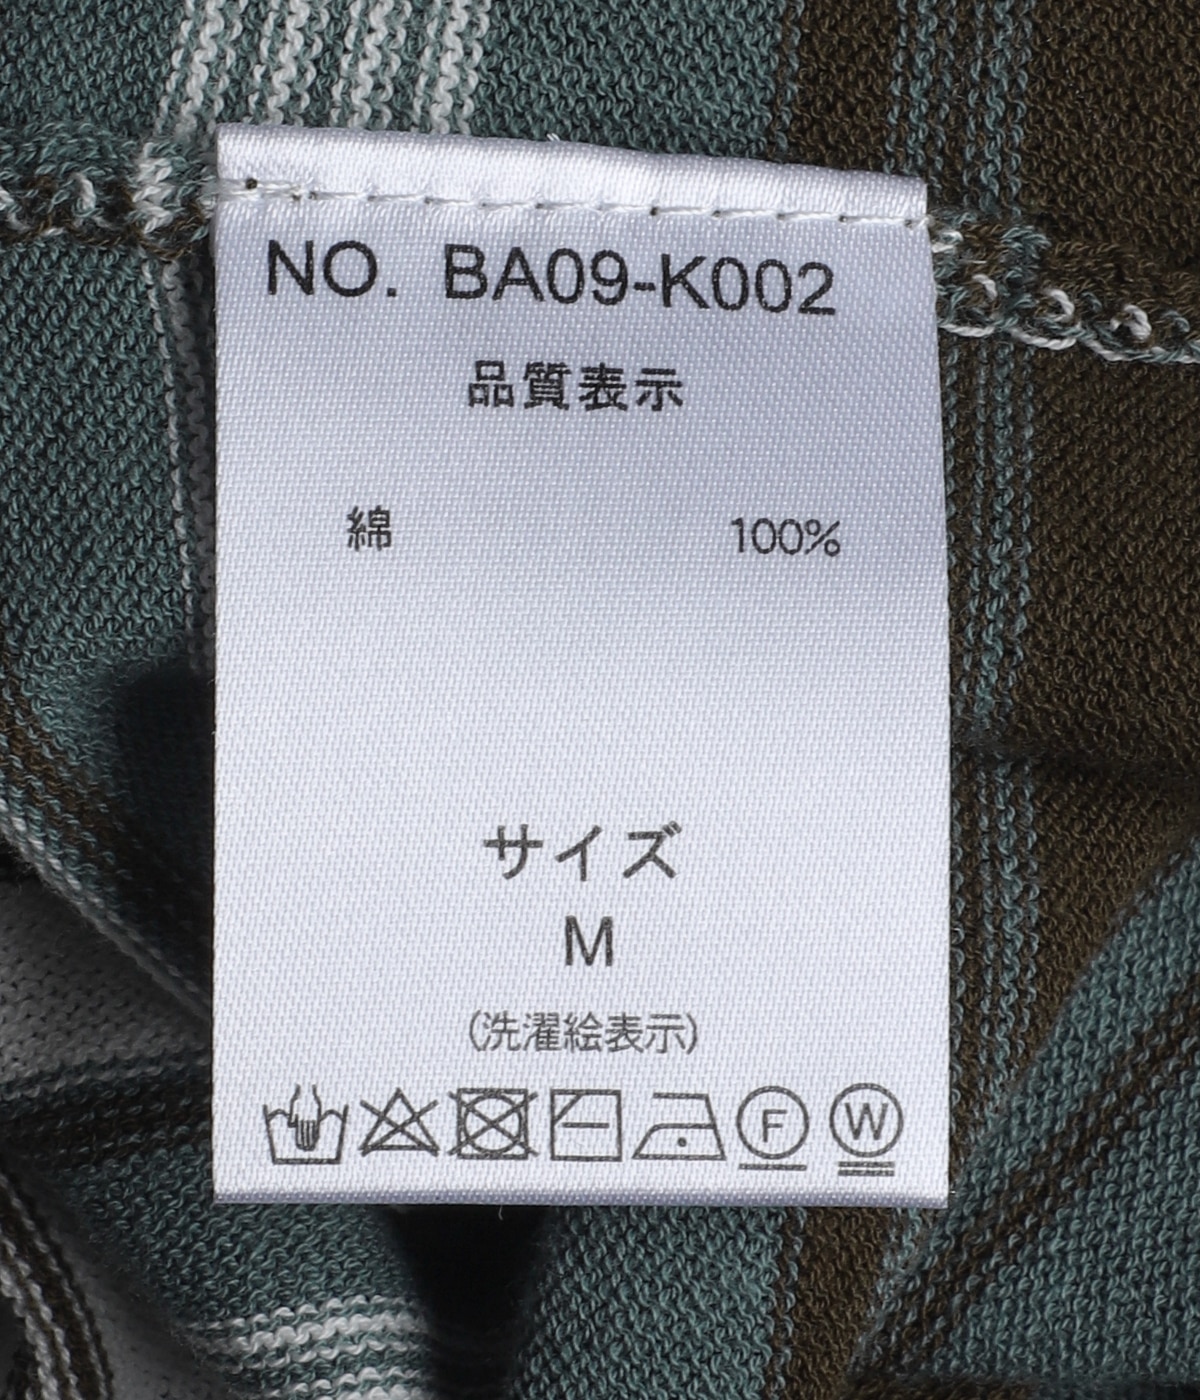 NO. BA09-K002
品質表示
綿 100%
サイズ
M
(洗濯絵表示)
F W